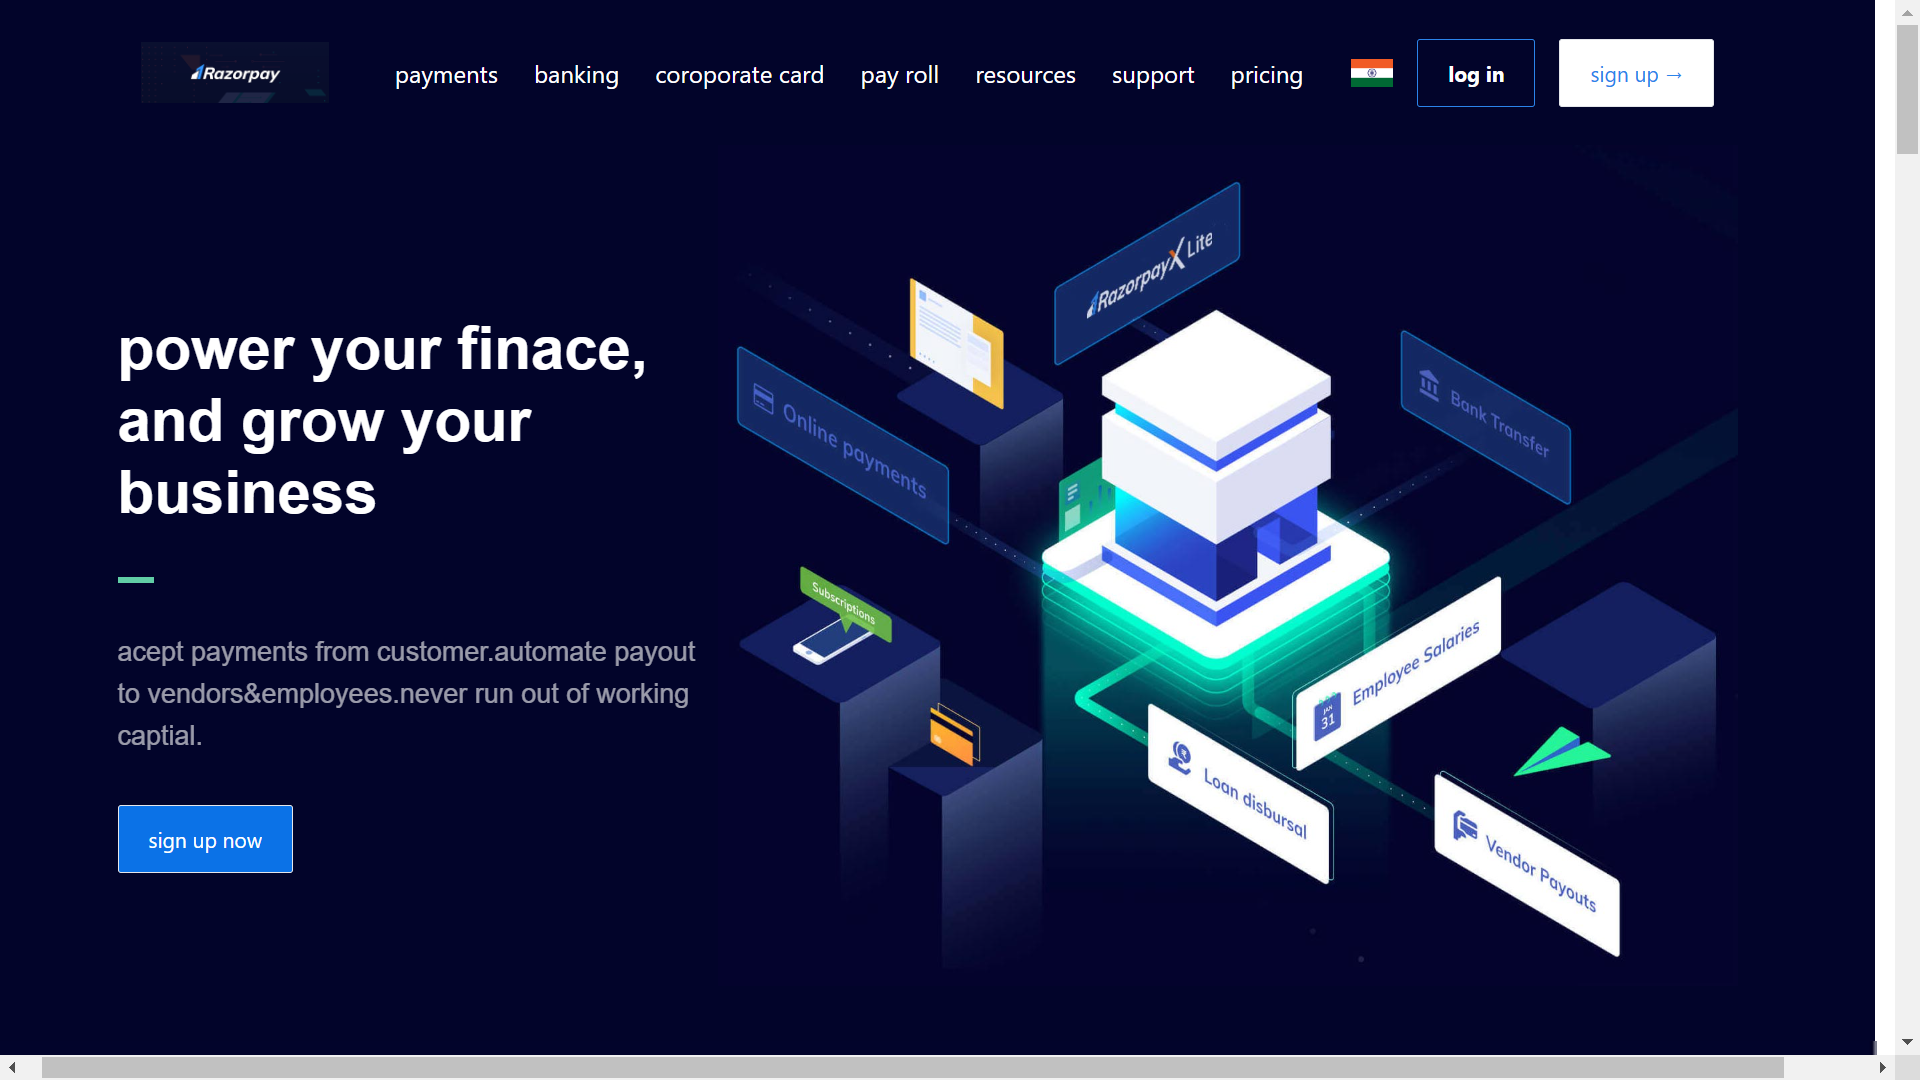 Razorpay payments banking coroporate card pay roll resources support pricing log in sign up →
RazorpayX Lite
power your finace,
and grow your
business
Online payments
Bank Transfer
Subscriptions
acept payments from customer.automate payout
to vendors&employees.never run out of working
captial.
Employee Salaries
JAN
31
Loan disbursal
Vendor Payouts
sign up now